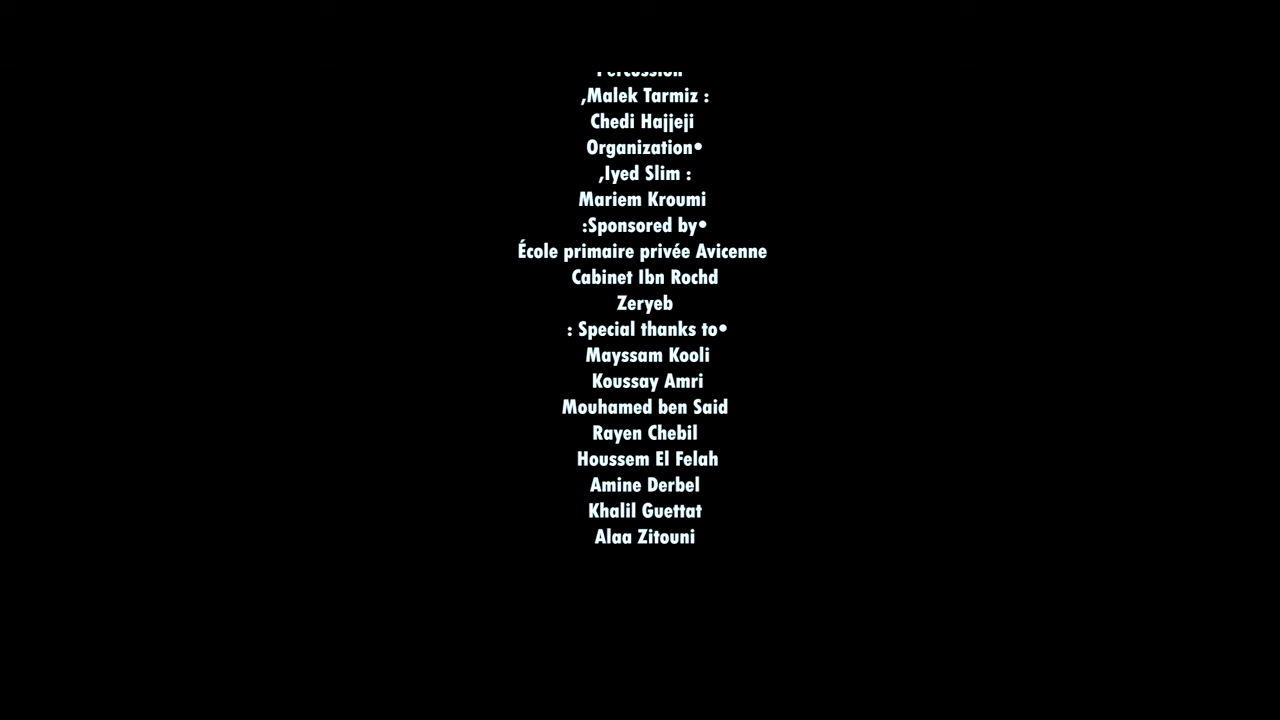 Percussion
,Malek Tarmiz :
Chedi Hajjeji
Organization•
,Iyed Slim :
Mariem Kroumi
:Sponsored by•
École primaire privée Avicenne
Cabinet Ibn Rochd
Zeryeb
: Special thanks to•
Mayssam Kooli
Koussay Amri
Mouhamed ben Said
Rayen Chebil
Houssem El Felah
Amine Derbel
Khalil Guettat
Alaa Zitouni